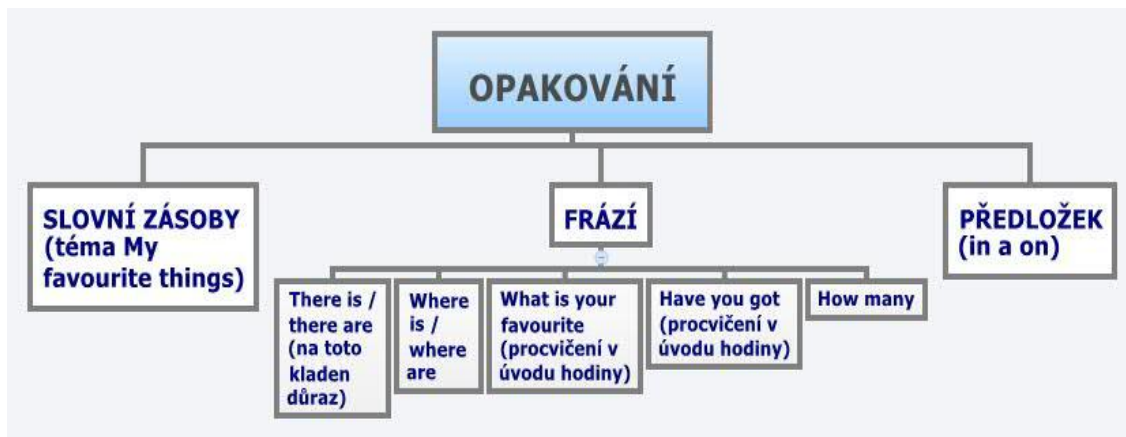 OPAKOVÁNÍ
SLOVNÍ ZÁSOBY
(téma My
favourite things)
FRÁZÍ
PŘEDLOŽEK
(in a on)
There is /
there are
(na toto
kladen
důraz)
Where
is /
where
are
What is your
favourite
(procvičení v
úvodu hodiny)
Have you got
(procvičení v
úvodu hodiny)
How many